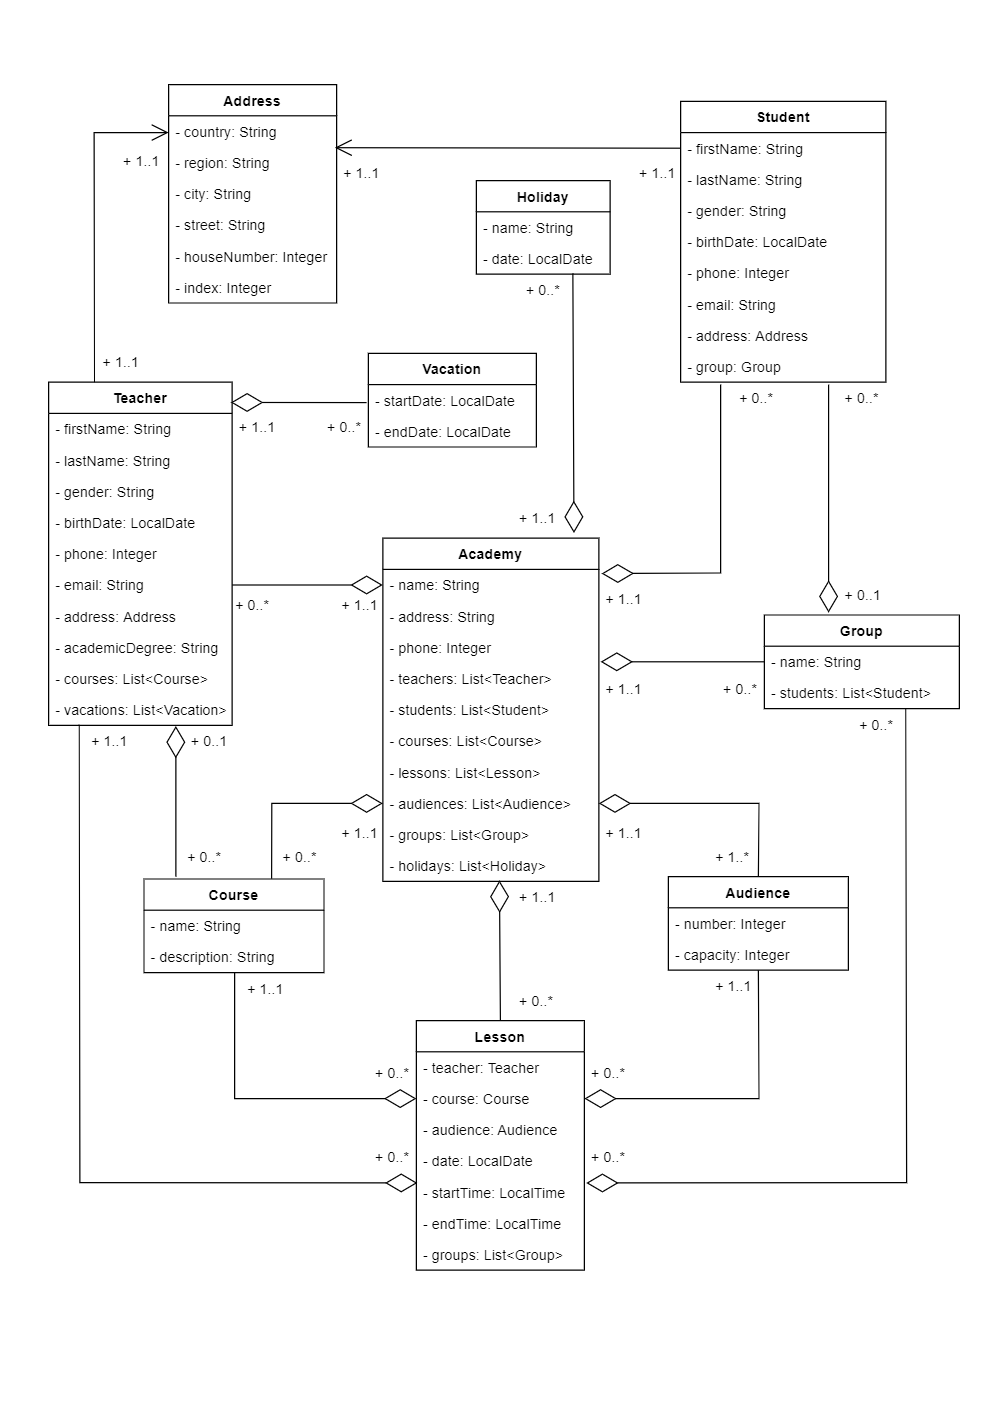 Address
- country: String
- region: String
- city: String
- street: String
- houseNumber: Integer
- index: Integer
+ 1..1
+ 1..1
Student
- firstName: String
- lastName: String
- gender: String
- birthDate: LocalDate
- phone: Integer
- email: String
- address: Address
- group: Group
+ 1..1
Holiday
- name: String
- date: LocalDate
+ 0..*
+ 1..1
Vacation
- startDate: LocalDate
- endDate: LocalDate
+ 1..1
+ 0..*
Teacher
- firstName: String
- lastName: String
- gender: String
- birthDate: LocalDate
- phone: Integer
- email: String
- address: Address
- academicDegree: String
- courses: List<Course>
- vacations: List<Vacation>
+ 0..*
+ 0..*
+ 1..1
+ 0..*
+ 1..1
Academy
- name: String
- address: String
- phone: Integer
- teachers: List<Teacher>
- students: List<Student>
- courses: List<Course>
- lessons: List<Lesson>
- audiences: List<Audience>
- groups: List<Group>
- holidays: List<Holiday>
+ 1..1
+ 0..1
Group
- name: String
- students: List<Student>
+ 1..1
+ 0..*
+ 0..*
+ 1..1
+ 0..1
+ 1..1
+ 1..1
+ 0..*
+ 0..*
+ 1..*
Course
- name: String
- description: String
+ 1..1
+ 1..1
Audience
- number: Integer
- capacity: Integer
+ 1..1
+ 0..*
Lesson
- teacher: Teacher
- course: Course
- audience: Audience
- date: LocalDate
- startTime: LocalTime
- endTime: LocalTime
- groups: List<Group>
+ 0..*
+ 0..*
+ 0..*
+ 0..*